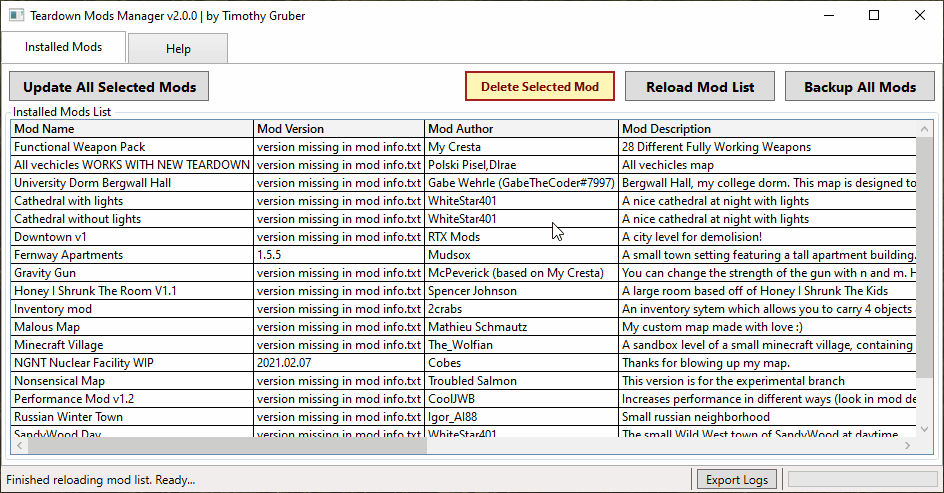 Teardown Mods Manager v2.0.0 | by Timothy Gruber
Installed Mods Help
Update All Selected Mods Delete Selected Mod Reload Mod List Backup All Mods
Installed Mods List
Mod Name Mod Version Mod Author Mod Description
Functional Weapon Pack version missing in mod info.txt My Cresta 28 Different Fully Working Weapons
All vechicles WORKS WITH NEW TEARDOWN version missing in mod info.txt Polski Pisel,Dlrae All vechicles map
University Dorm Bergwall Hall version missing in mod info.txt Gabe Wehrle (GabeTheCoder#7997) Bergwall Hall, my college dorm. This map is designed to
Cathedral with lights version missing in mod info.txt WhiteStar401 A nice cathedral at night with lights
Cathedral without lights version missing in mod info.txt WhiteStar401 A nice cathedral at night with lights
Downtown v1 version missing in mod info.txt RTX Mods A city level for demolision!
Fernway Apartments 1.5.5 Mudsox A small town setting featuring a tall apartment building.
Gravity Gun version missing in mod info.txt McPeverick (based on My Cresta) You can change the strength of the gun with n and m. H
Honey I Shrunk The Room V1.1 version missing in mod info.txt Spencer Johnson A large room based off of Honey I Shrunk The Kids
Inventory mod version missing in mod info.txt 2crabs An inventory sytem which allows you to carry 4 objects
Malous Map version missing in mod info.txt Mathieu Schmautz My custom map made with love :)
Minecraft Village version missing in mod info.txt The_Wolfian A sandbox level of a small minecraft village, containing
NGNT Nuclear Facility WIP 2021.02.07 Cobes Thanks for blowing up my map.
Nonsensical Map version missing in mod info.txt Troubled Salmon This version is for the experimental branch
Performance Mod v1.2 version missing in mod info.txt CoolJWB Increases performance in different ways (look in mod de
Russian Winter Town version missing in mod info.txt Igor_Al88 Small russian neighborhood
SandyWood Day version missing in mod info.txt WhiteStar401 The small Wild West town of SandyWood at daytime
Finished reloading mod list. Ready... Export Logs